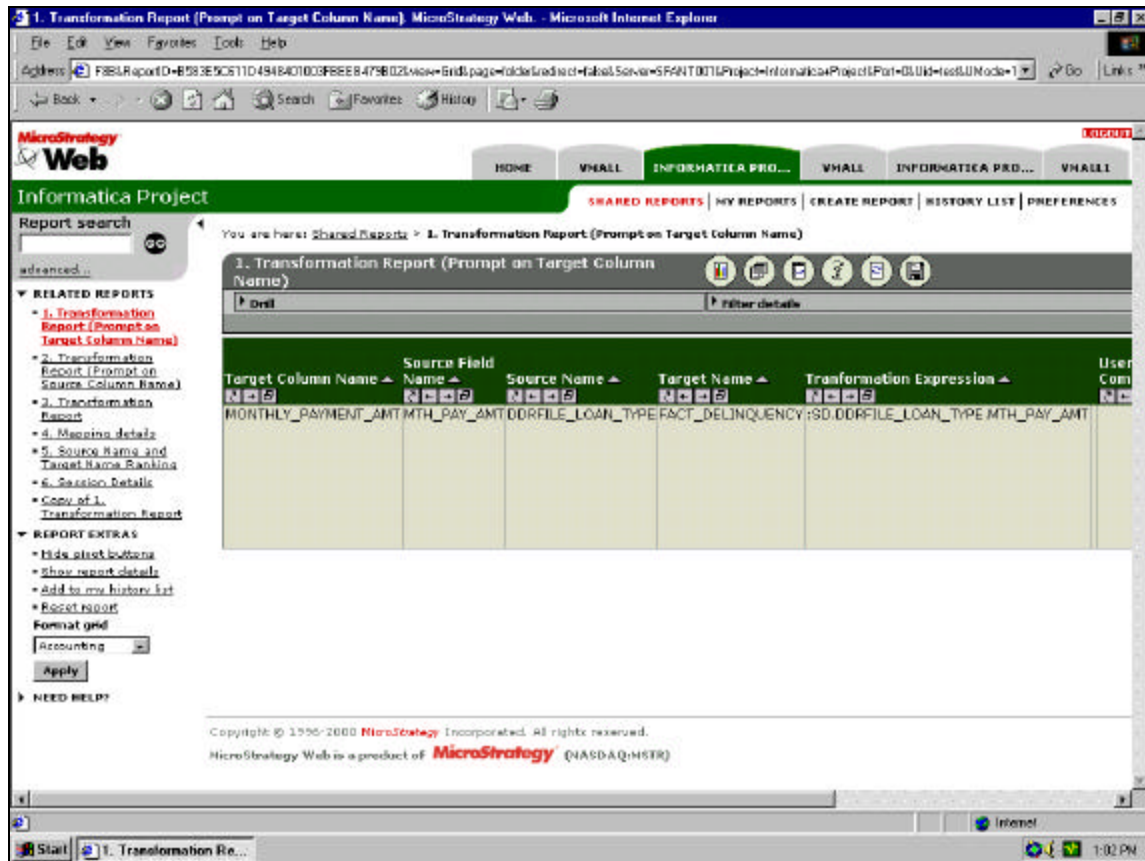 1. Transformation Report (Prompt on Target Column Name). MicroStrategy Web. - Microsoft Internet Explorer
File Edit View Favorites Tools Help
Address
Go Links
Back Search Favorites History
MicroStrategy
Web
LOGOUT
HOME VMALL INFORMATICA PRO... VMALL INFORMATICA PRO... VMALL1
Informatica Project
SHARED REPORTS | MY REPORTS | CREATE REPORT | HISTORY LIST | PREFERENCES
Report search
GO
advanced...
You are here: Shared Reports > 1. Transformation Report (Prompt on Target Column Name)
1. Transformation Report (Prompt on Target Column
Name)
Drill
Filter details
RELATED REPORTS
1. Transformation
Report (Prompt on
Target Column Name)
2. Transformation
Report (Prompt on
Source Column Name)
3. Transformation
Report
4. Mapping details
5. Source Name and
Target Name Ranking
6. Session Details
Copy of 1.
Transformation Report
REPORT EXTRAS
Hide pivot buttons
Show report details
Add to my history list
Reset report
Format grid
Accounting
Apply
NEED HELP?
Target Column Name Source Field Name Source Name Target Name Tranformation Expression User Com
MONTHLY_PAYMENT_AMT MTH_PAY_AMT DDRFILE_LOAN_TYPE FACT_DELINQUENCY :SD.DDRFILE_LOAN_TYPE.MTH_PAY_AMT
Copyright © 1996-2000 MicroStrategy Incorporated. All rights reserved.
MicroStrategy Web is a product of MicroStrategy (NASDAQ:MSTR)
Internet
Start 1. Transformation Re... 1:02 PM